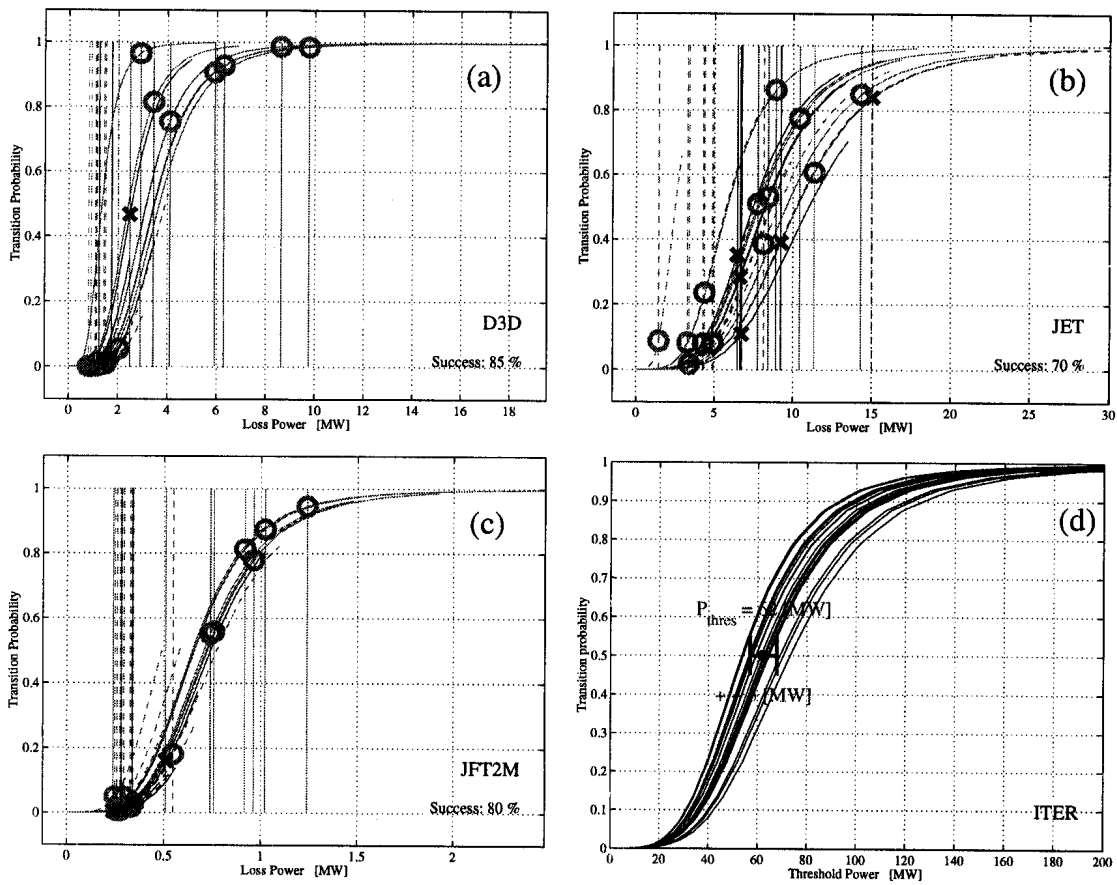 (a)
Transition Probability
1
0.8
0.6
0.4
0.2
0
D3D
Success: 85 %
0 2 4 6 8 10 12 14 16 18
Loss Power [MW]
(b)
Transition Probability
1
0.8
0.6
0.4
0.2
0
JET
Success: 70 %
0 5 10 15 20 25 30
Loss Power [MW]
(c)
Transition Probability
1
0.8
0.6
0.4
0.2
0
JFT2M
Success: 80 %
0 0.5 1 1.5 2
Loss Power [MW]
(d)
Transition probability
1
0.9
0.8
0.7
0.6
0.5
0.4
0.3
0.2
0.1
0
P thres = [MW]
[MW]
ITER
0 20 40 60 80 100 120 140 160 180 200
Threshold Power [MW]